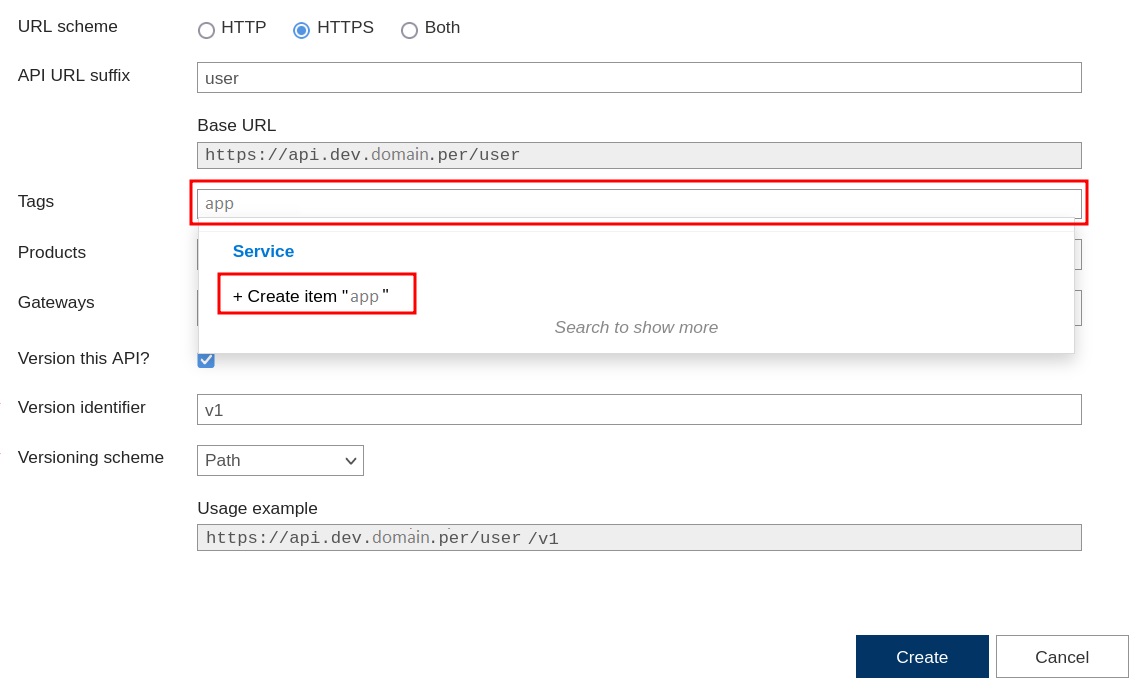 URL scheme HTTP HTTPS Both
API URL suffix user
Base URL
https://api.dev.domain.per/user
Tags app
Service
Products
+ Create item "app"
Gateways
Search to show more
Version this API?
Version identifier v1
Versioning scheme Path
Usage example
https://api.dev.domain.per/user /v1
Create Cancel